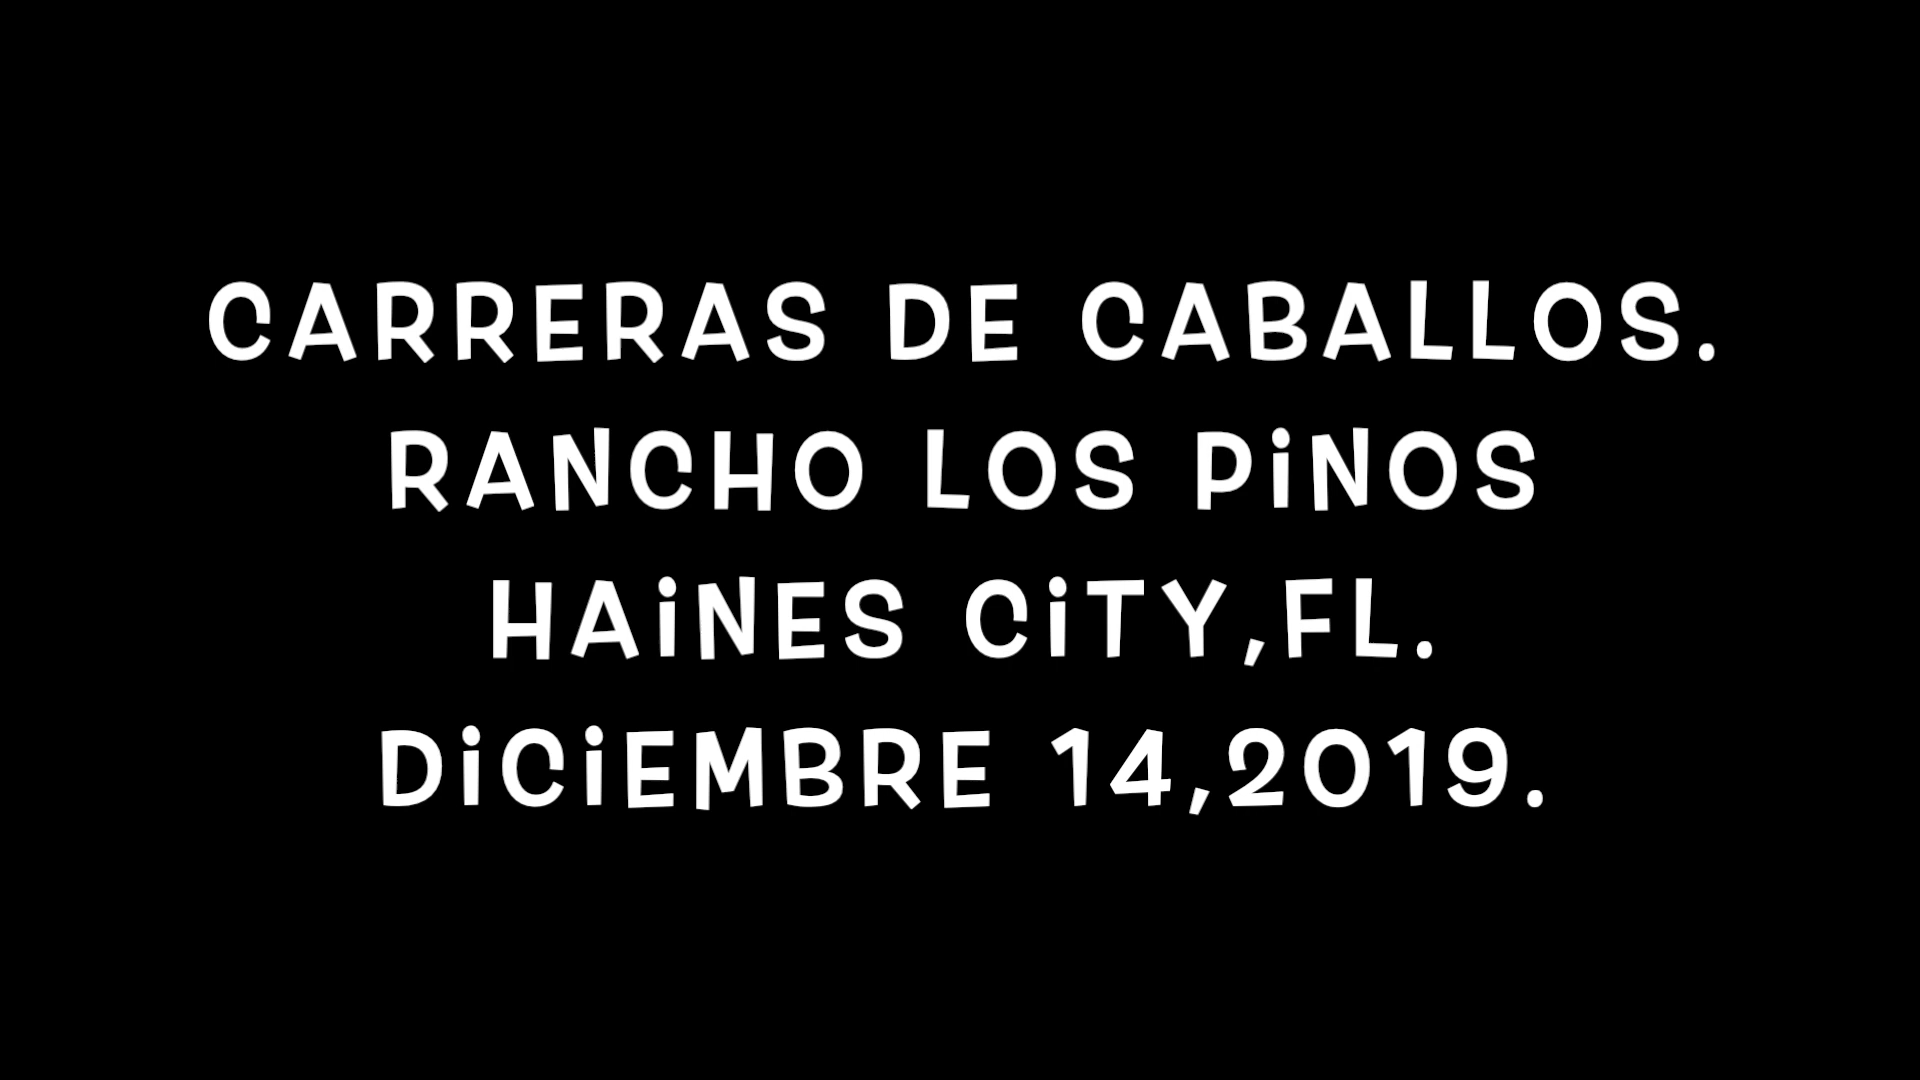 CARRERAS DE CABALLOS.
RANCHO LOS PiNOS
HAiNES CiTY,FL.
DiCiEMBRE 14,2019.